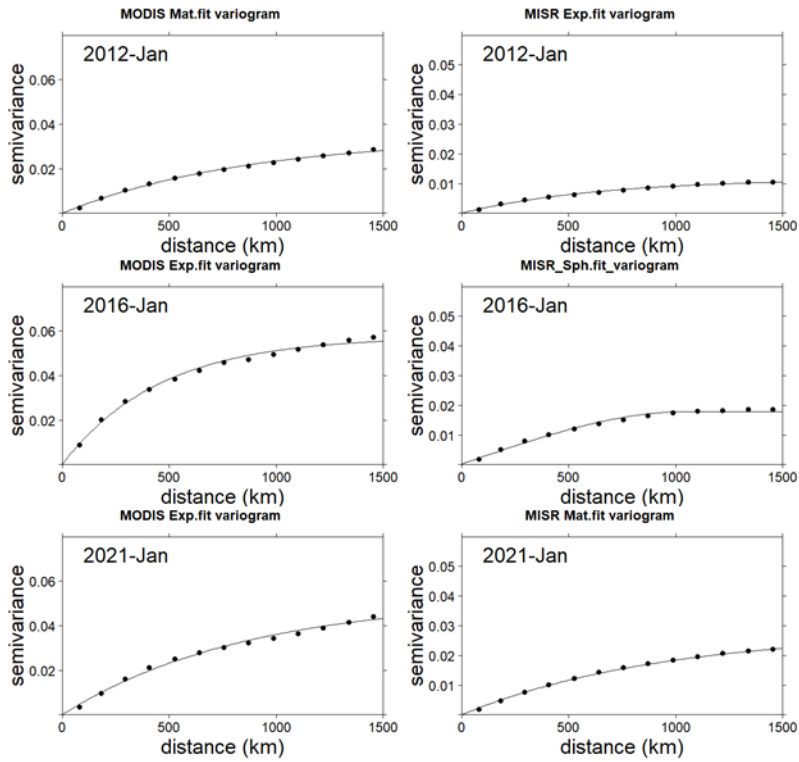 MODIS Mat.fit variogram
2012-Jan
semivariance
0.06
0.04
0.02
0 500 1000 1500
distance (km)
MISR Exp.fit variogram
2012-Jan
semivariance
0.05
0.04
0.03
0.02
0.01
0 500 1000 1500
distance (km)
MODIS Exp.fit variogram
2016-Jan
semivariance
0.06
0.04
0.02
0 500 1000 1500
distance (km)
MISR_Sph.fit_variogram
2016-Jan
semivariance
0.05
0.04
0.03
0.02
0.01
0 500 1000 1500
distance (km)
MODIS Exp.fit variogram
2021-Jan
semivariance
0.06
0.04
0.02
0 500 1000 1500
distance (km)
MISR Mat.fit variogram
2021-Jan
semivariance
0.05
0.04
0.03
0.02
0.01
0 500 1000 1500
distance (km)